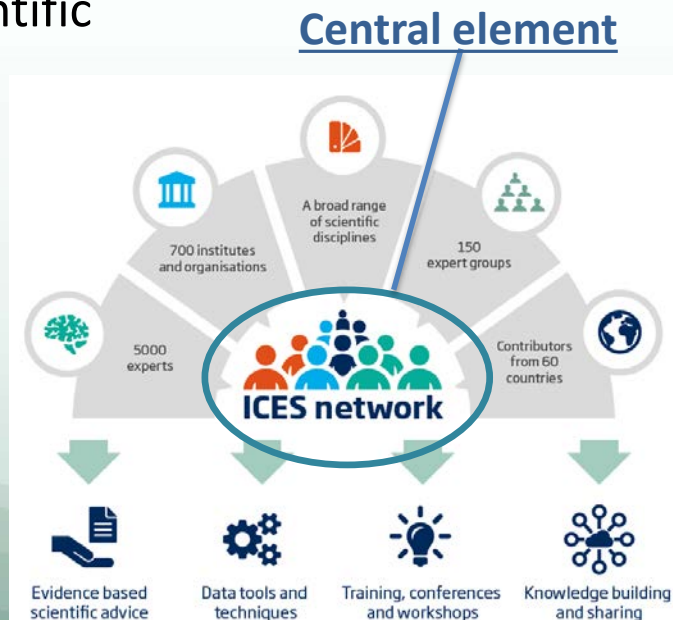 ntific
Central element
A broad range
of scientific
disciplines
700 institutes
and organisations
150
expert groups
5000
experts
Contributors
from 60
countries
ICES network
Evidence based
scientific advice
Data tools and
techniques
Training, conferences
and workshops
Knowledge building
and sharing